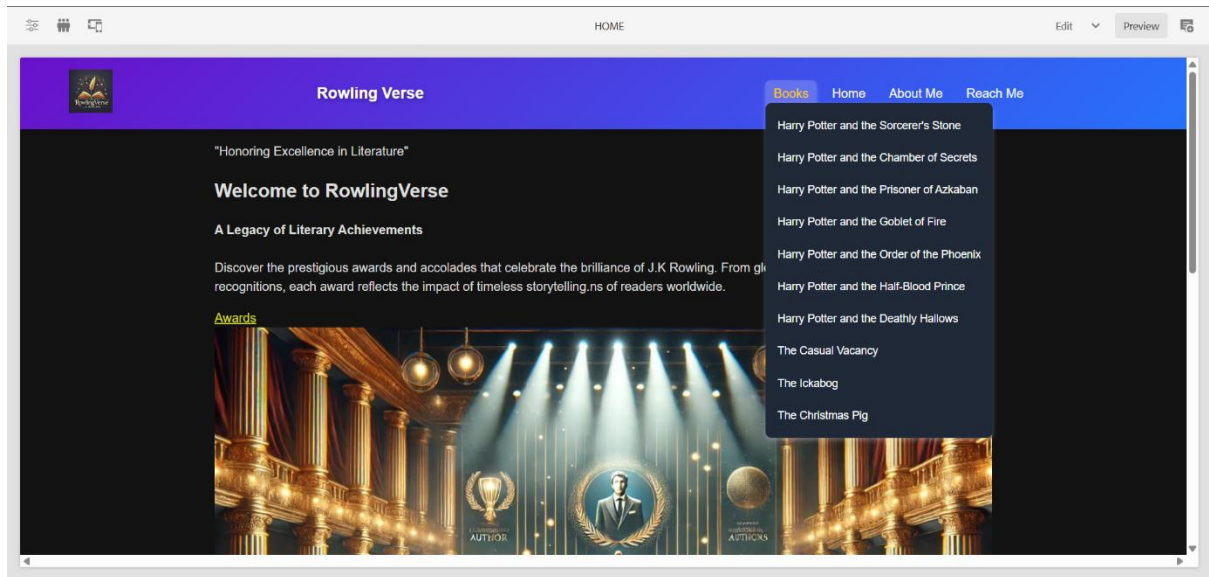 HOME
Edit
Preview
RowlingVerse
Rowling Verse
Books Home About Me Reach Me
Harry Potter and the Sorcerer's Stone
Harry Potter and the Chamber of Secrets
Harry Potter and the Prisoner of Azkaban
Harry Potter and the Goblet of Fire
Harry Potter and the Order of the Phoenix
Harry Potter and the Half-Blood Prince
Harry Potter and the Deathly Hallows
The Casual Vacancy
The Ickabog
The Christmas Pig
"Honoring Excellence in Literature"
Welcome to RowlingVerse
A Legacy of Literary Achievements
Discover the prestigious awards and accolades that celebrate the brilliance of J.K Rowling. From
recognitions, each award reflects the impact of timeless storytelling.ns of readers worldwide.
Awards
AUTHOR
AUTHORS